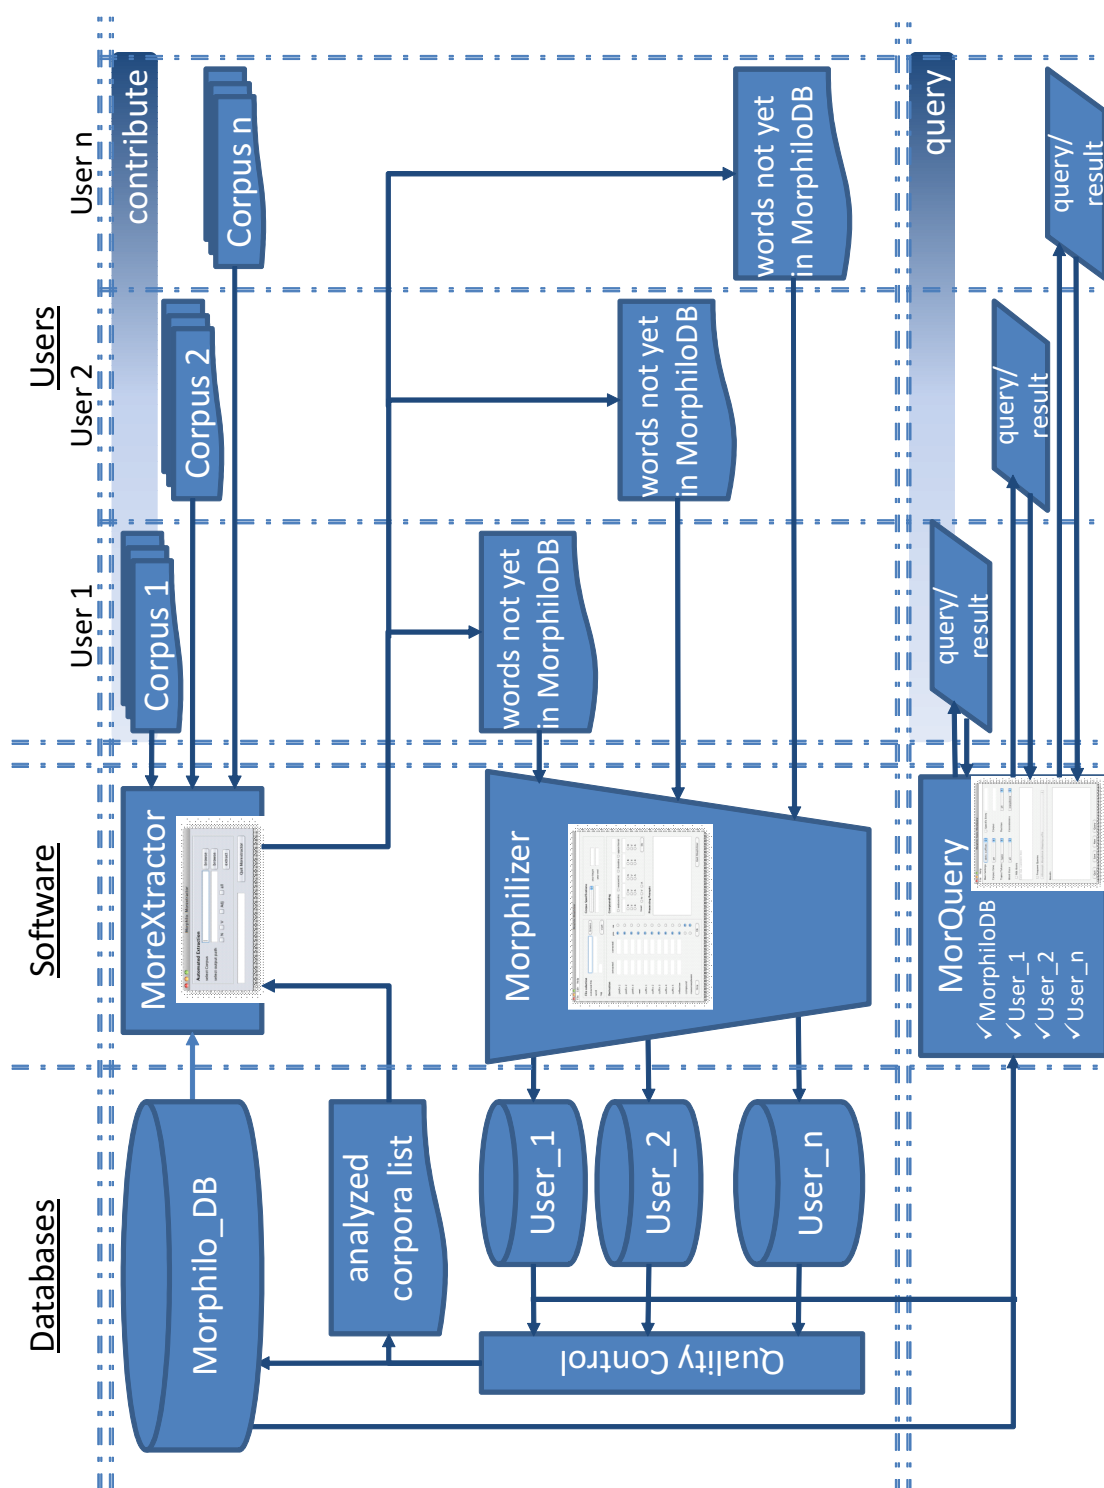 Databases
Software
Users
User 1
User 2
User n
contribute
Morphilo_DB
MoreXtractor
Corpus 1
Corpus 2
Corpus n
analyzed
corpora list
words not yet
in MorphiloDB
words not yet
in MorphiloDB
words not yet
in MorphiloDB
Morphilizer
User_1
User_2
User_n
Quality Control
query
MorQuery
✓MorphiloDB
✓User_1
✓User_2
✓User_n
query/
result
query/
result
query/
result